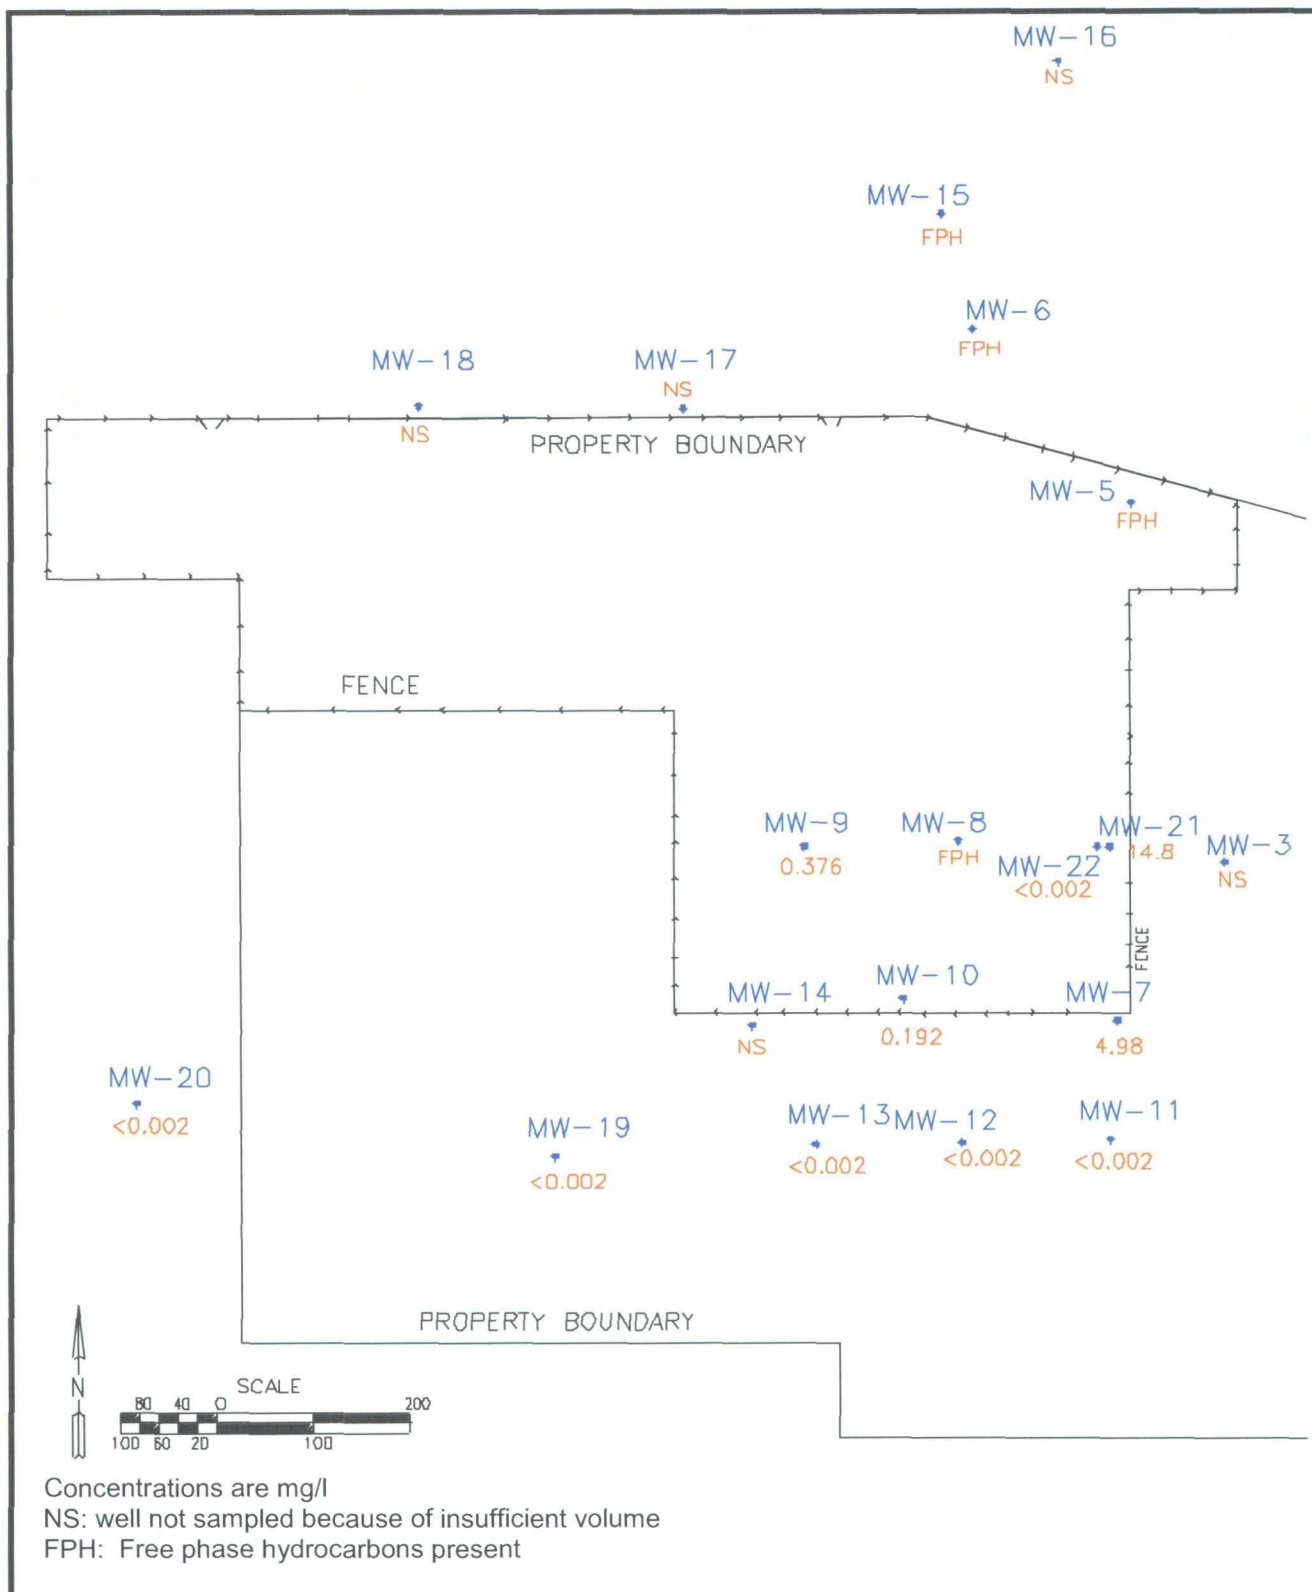 MW-16
NS
MW-15
FPH
MW-6
FPH
MW-18
NS
MW-17
NS
PROPERTY BOUNDARY
MW-5
FPH
FENCE
MW-9
0.376
MW-8
FPH
MW-21
14.8
MW-22
<0.002
MW-3
NS
FENCE
MW-14
NS
MW-10
0.192
MW-7
4.98
MW-20
<0.002
MW-19
<0.002
MW-13
<0.002
MW-12
<0.002
MW-11
<0.002
PROPERTY BOUNDARY
N
SCALE
80 40 0 200
100 60 20 100
Concentrations are mg/l
NS: well not sampled because of insufficient volume
FPH: Free phase hydrocarbons present